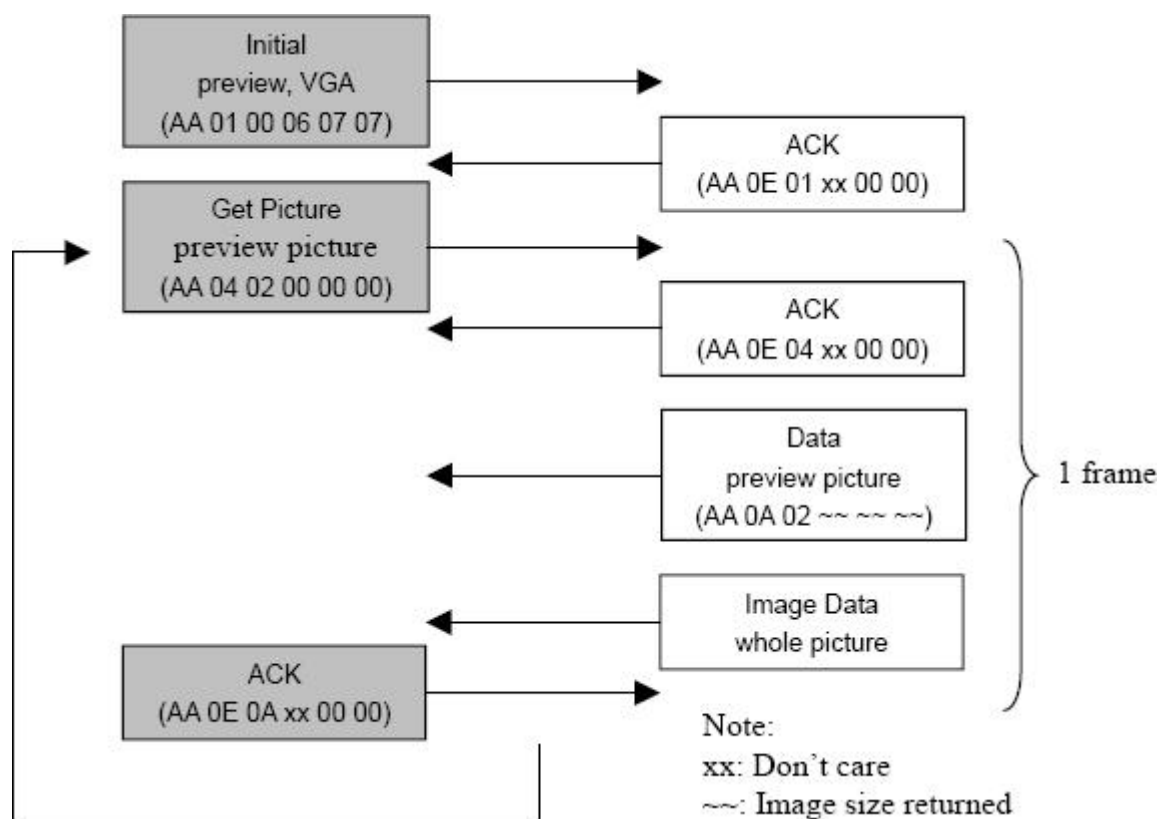 Initial
preview, VGA
(AA 01 00 06 07 07)
ACK
(AA 0E 01 xx 00 00)
Get Picture
preview picture
(AA 04 02 00 00 00)
ACK
(AA 0E 04 xx 00 00)
Data
preview picture
(AA 0A 02 ~~ ~~ ~~)
1 frame
Image Data
whole picture
ACK
(AA 0E 0A xx 00 00)
Note:
xx: Don't care
~~: Image size returned